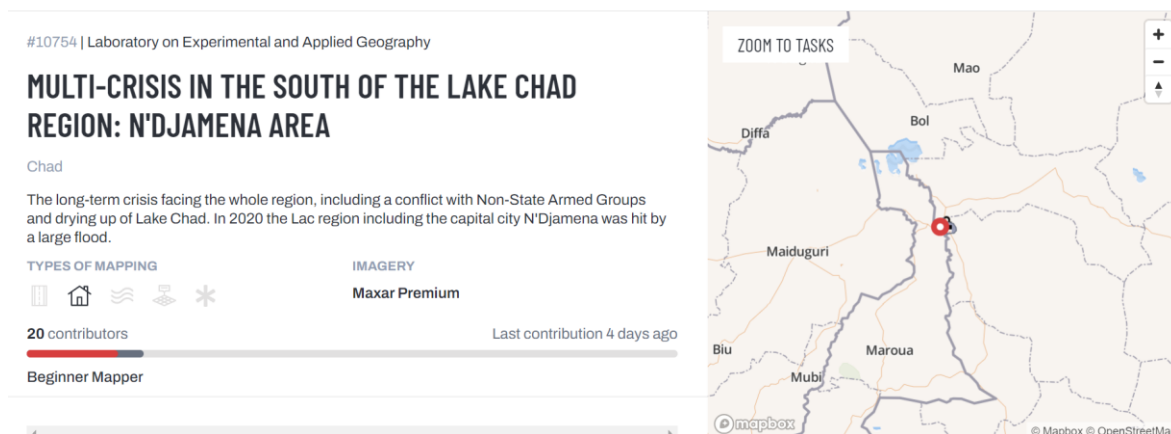 #10754 | Laboratory on Experimental and Applied Geography
MULTI-CRISIS IN THE SOUTH OF THE LAKE CHAD
REGION: N'DJAMENA AREA
Chad
The long-term crisis facing the whole region, including a conflict with Non-State Armed Groups
and drying up of Lake Chad. In 2020 the Lac region including the capital city N'Djamena was hit by
a large flood.
TYPES OF MAPPING
IMAGERY
Maxar Premium
20 contributors
Last contribution 4 days ago
Beginner Mapper
ZOOM TO TASKS
Mao
Bol
Diffa
Maiduguri
Biu
Maroua
Mubi
mapbox
© Mapbox © OpenStreetMa